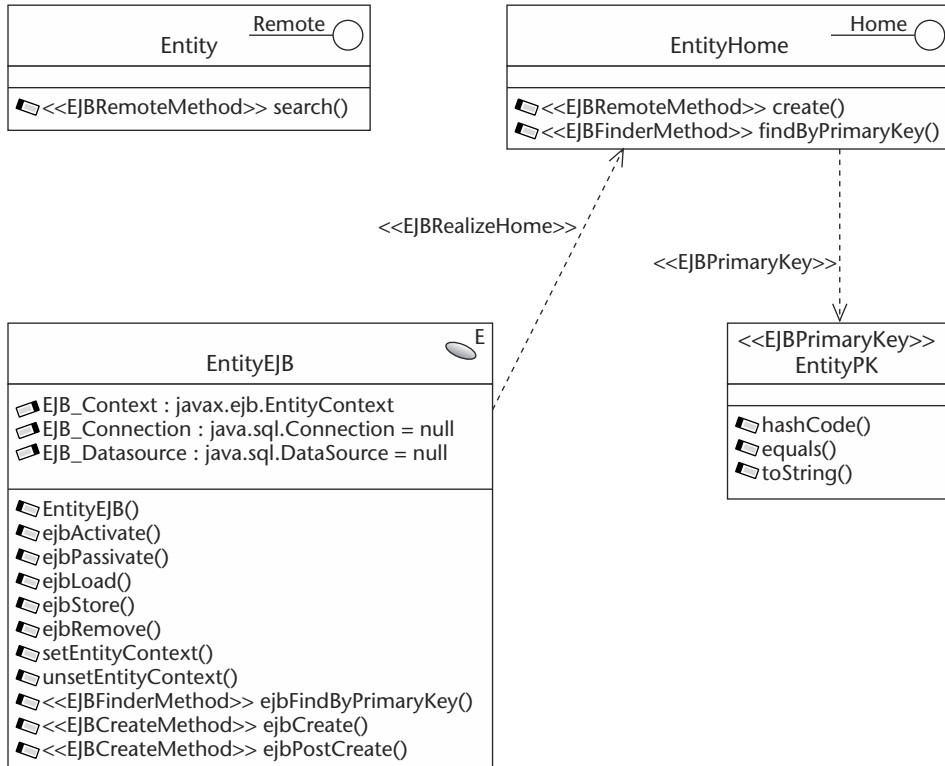 Remote
Entity
<<EJBRemoteMethod>> search()
Home
EntityHome
<<EJBRemoteMethod>> create()
<<EJBFinderMethod>> findByPrimaryKey()
<<EJBRealizeHome>>
<<EJBPrimaryKey>>
E
EntityEJB
EJB_Context : javax.ejb.EntityContext
EJB_Connection : java.sql.Connection = null
EJB_Datasource : java.sql.DataSource = null
EntityEJB()
ejbActivate()
ejbPassivate()
ejbLoad()
ejbStore()
ejbRemove()
setEntityContext()
unsetEntityContext()
<<EJBFinderMethod>> ejbFindByPrimaryKey()
<<EJBCreateMethod>> ejbCreate()
<<EJBCreateMethod>> ejbPostCreate()
<<EJBPrimaryKey>>
EntityPK
hashCode()
equals()
toString()